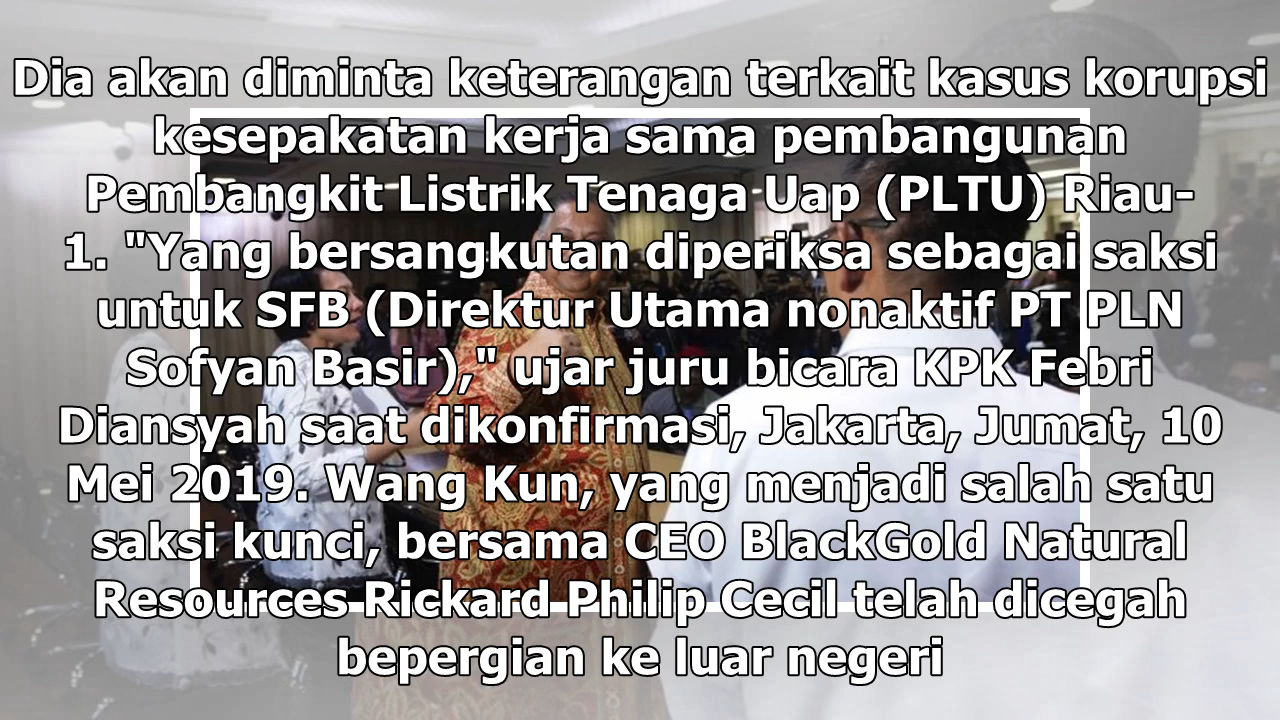 Dia akan diminta keterangan terkait kasus korupsi
kesepakatan kerja sama pembangunan
Pembangkit Listrik Tenaga Uap (PLTU) Riau-
1. "Yang bersangkutan diperiksa sebagai saksi
untuk SFB (Direktur Utama nonaktif PT PLN
Sofyan Basir)," ujar juru bicara KPK Febri
Diansyah saat dikonfirmasi, Jakarta, Jumat, 10
Mei 2019. Wang Kun, yang menjadi salah satu
saksi kunci, bersama CEO BlackGold Natural
Resources Rickard Philip Cecil telah dicegah
bepergian ke luar negeri